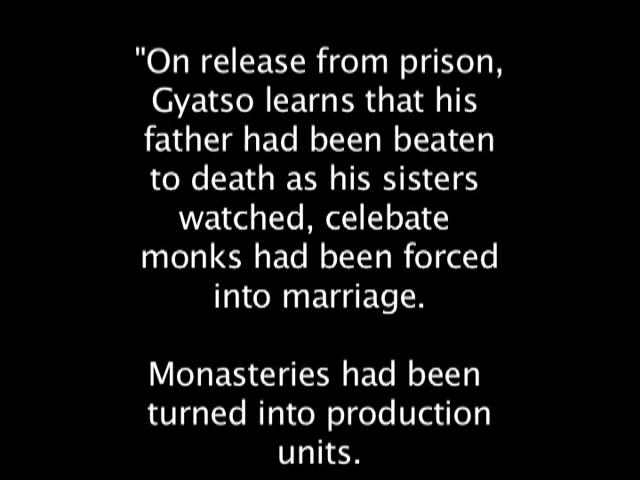 "On release from prison,
Gyatso learns that his
father had been beaten
to death as his sisters
watched, celebate
monks had been forced
into marriage.
Monasteries had been
turned into production
units.